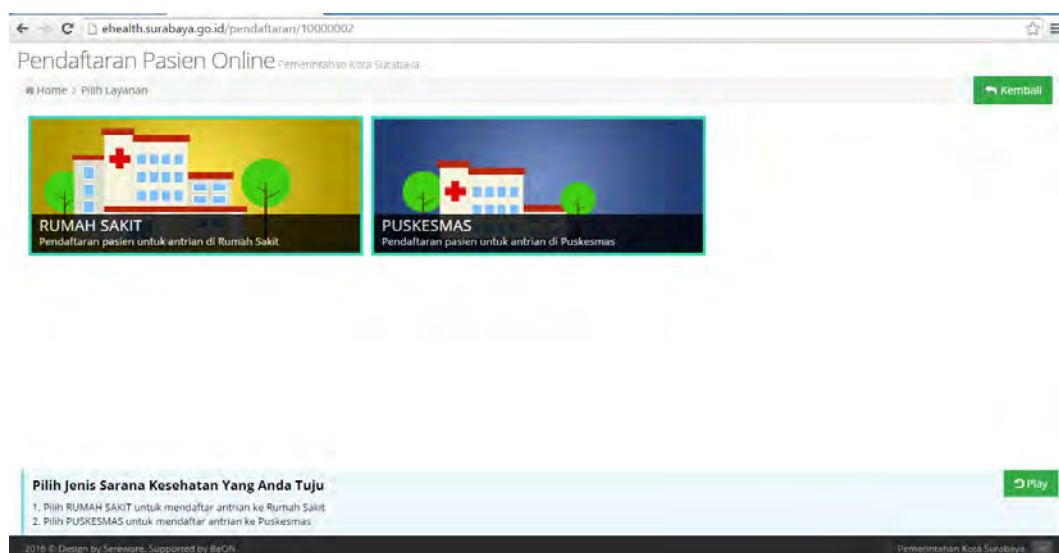 ehealth.surabaya.go.id/pendaftaran/10000002
Pendaftaran Pasien Online Pemerintahan Kota Surabaya
Home > Pilih Layanan
Kembali
RUMAH SAKIT
Pendaftaran pasien untuk antrian di Rumah Sakit
PUSKESMAS
Pendaftaran pasien untuk antrian di Puskesmas
Pilih Jenis Sarana Kesehatan Yang Anda Tuju
Play
1. Pilih RUMAH SAKIT untuk mendaftar antrian ke Rumah Sakit
2. Pilih PUSKESMAS untuk mendaftar antrian ke Puskesmas
2016 © Design by Sereware. Supported by BeON
Pemerintahan Kota Surabaya